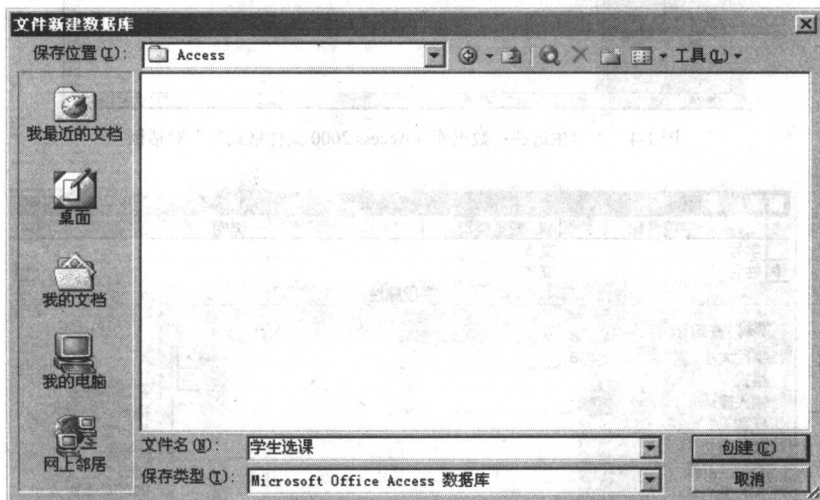 文件新建数据库
保存位置(I): Access 工具(L)
我最近的文档
桌面
我的文档
我的电脑
网上邻居
文件名(N): 学生选课 创建(C)
保存类型(T): Microsoft Office Access 数据库 取消